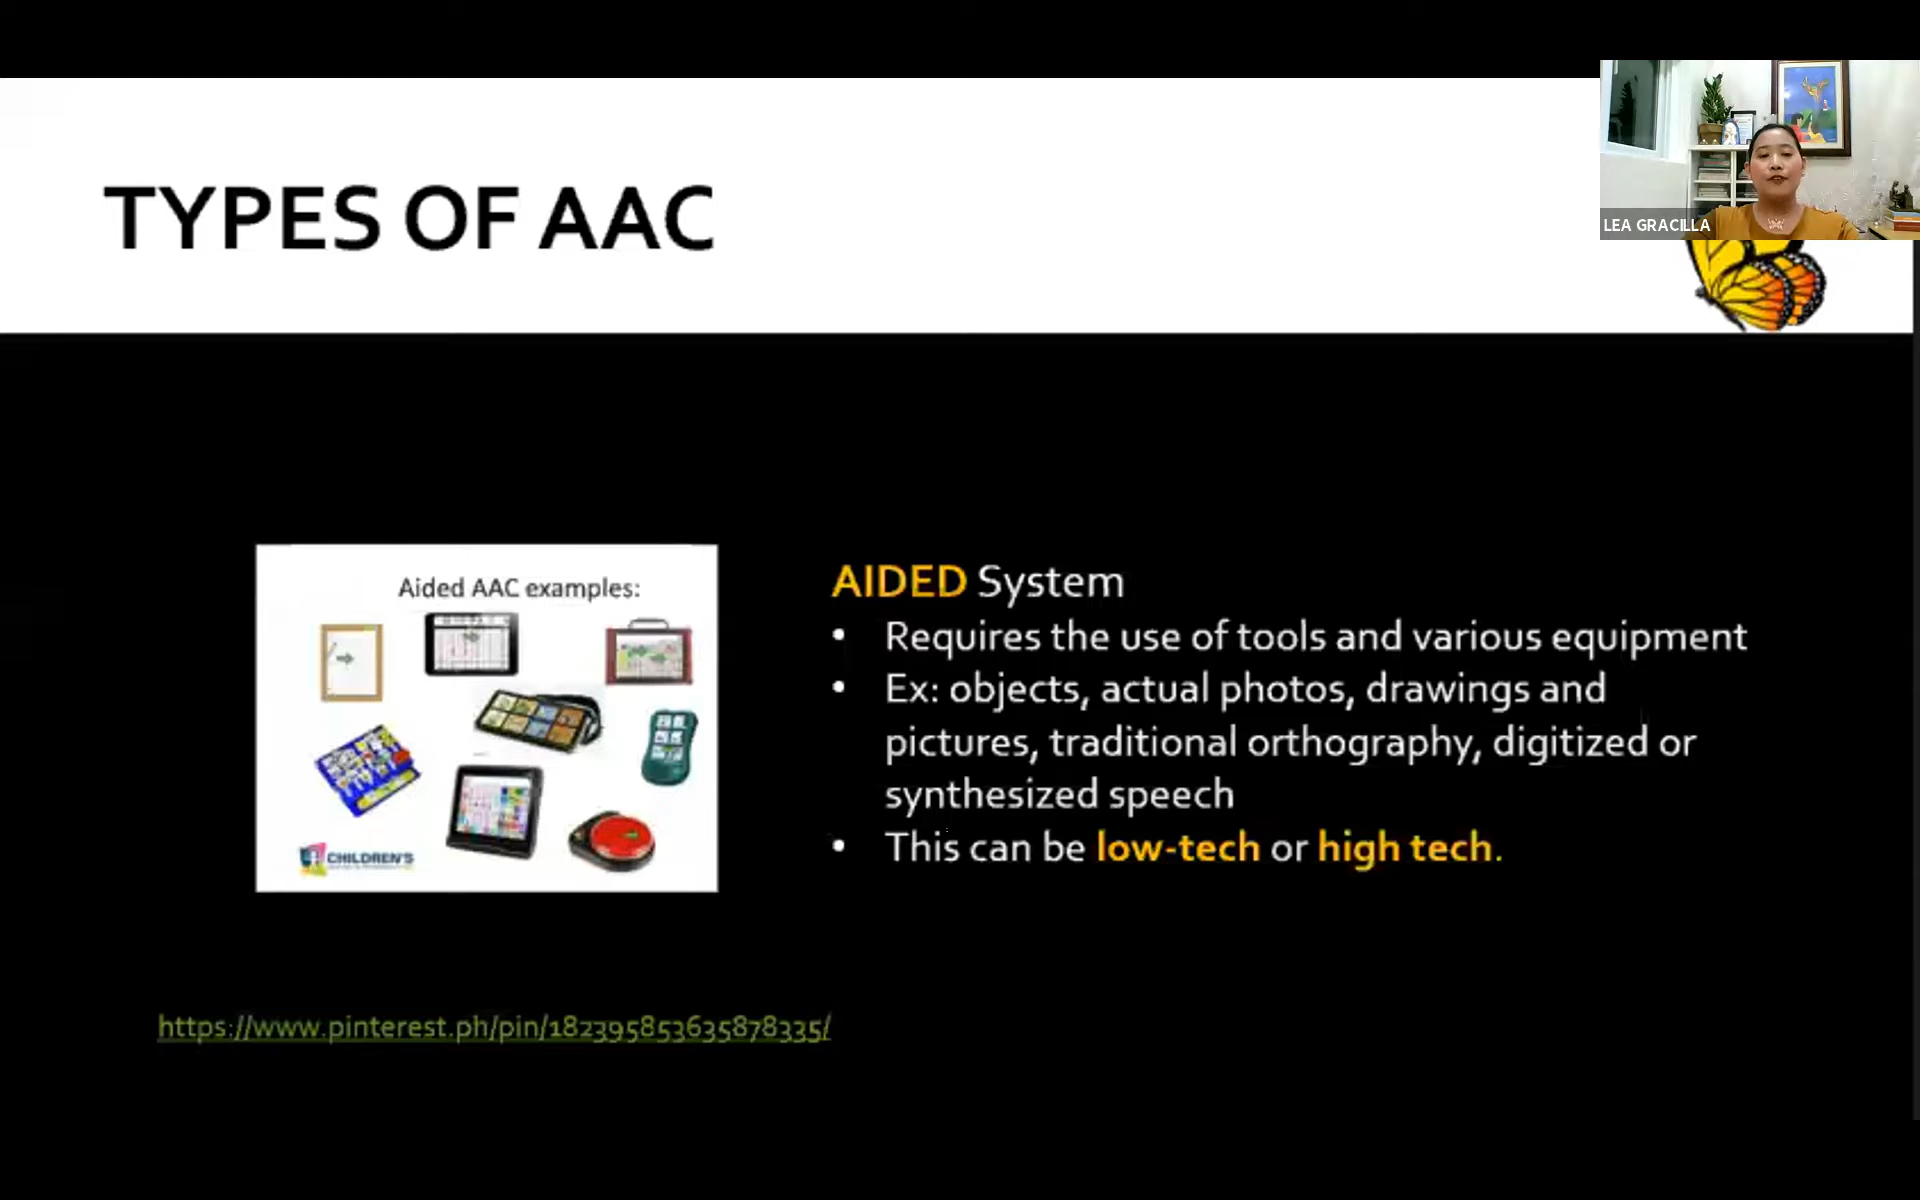 LEA GRACILLA
TYPES OF AAC
Aided AAC examples:
CHILDREN'S
AIDED System
• Requires the use of tools and various equipment
• Ex: objects, actual photos, drawings and
pictures, traditional orthography, digitized or
synthesized speech
• This can be low-tech or high tech.
https://www.pinterest.ph/pin/182395853635878335/